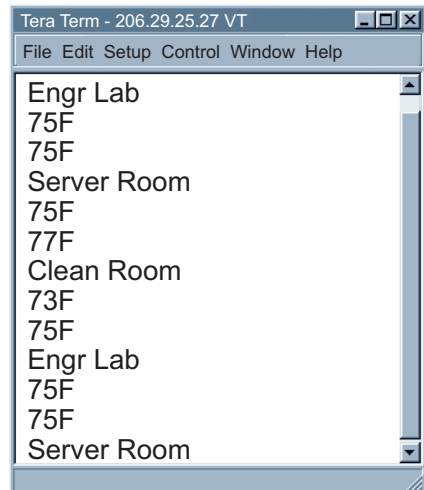 Tera Term - 206.29.25.27 VT
File Edit Setup Control Window Help
Engr Lab
75F
75F
Server Room
75F
77F
Clean Room
73F
75F
Engr Lab
75F
75F
Server Room